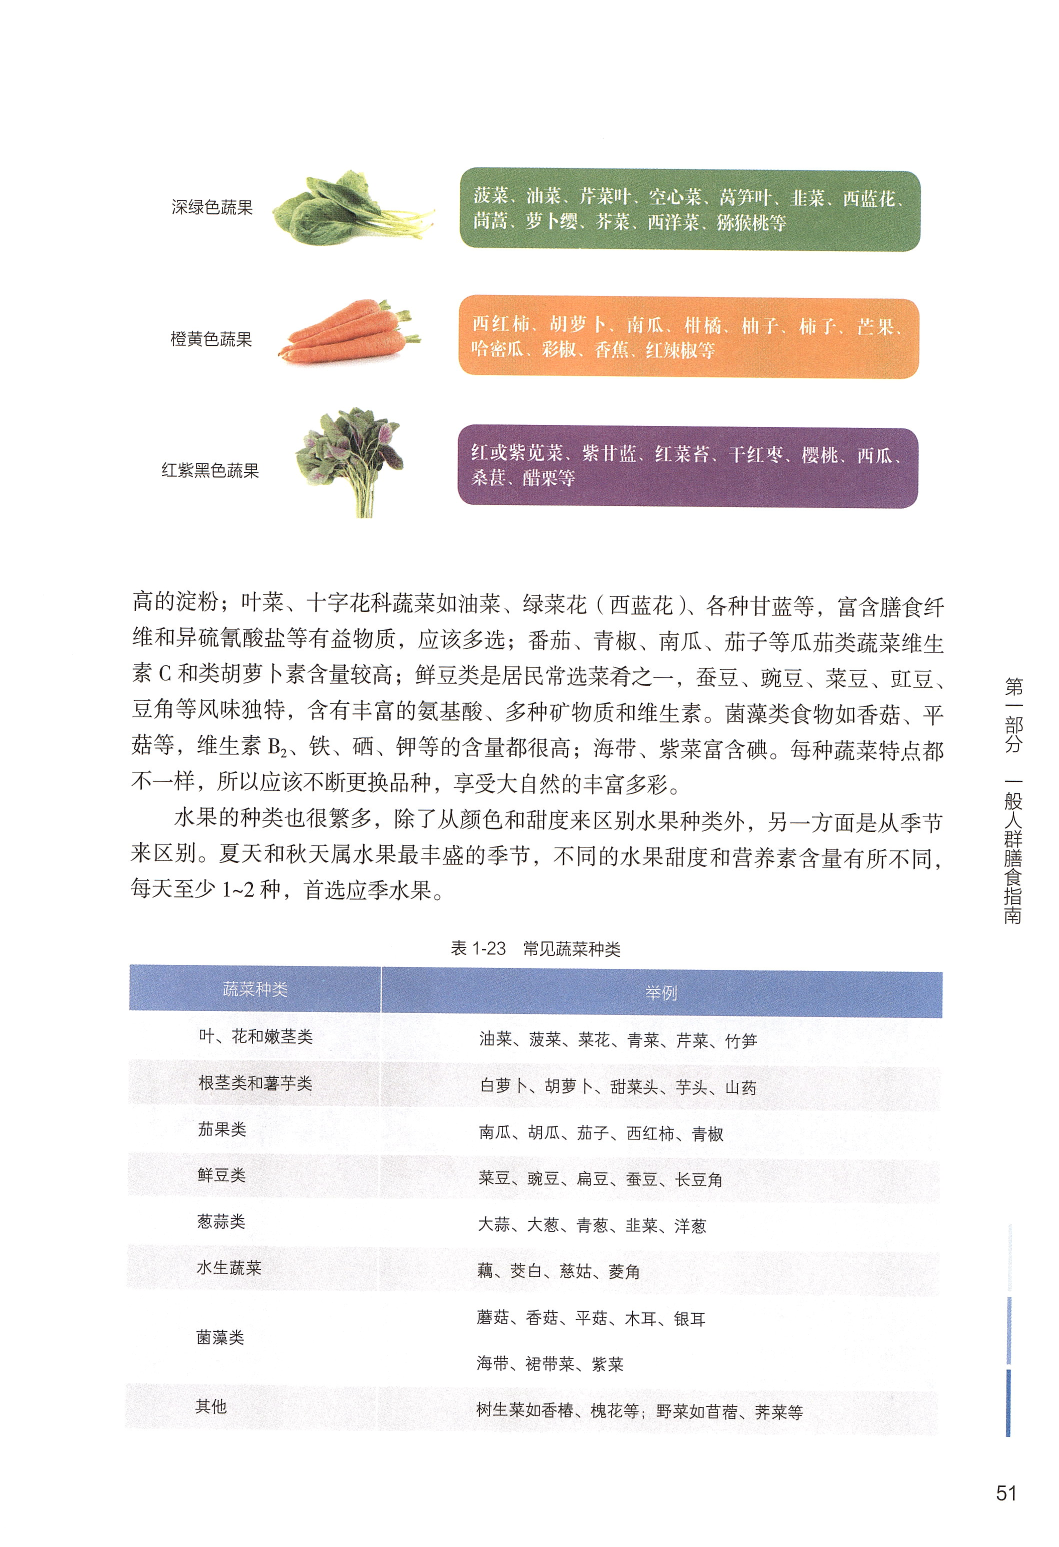 深绿色蔬果
菠菜、油菜、芹菜叶、空心菜、莴笋叶、韭菜、西蓝花、
茼蒿、萝卜缨、芥菜、西洋菜、猕猴桃等
橙黄色蔬果
西红柿、胡萝卜、南瓜、柑橘、柚子、柿子、芒果、
哈密瓜、彩椒、香蕉、红辣椒等
红紫黑色蔬果
红或紫苋菜、紫甘蓝、红菜苔、干红枣、樱桃、西瓜、
桑葚、醋栗等
高的淀粉；叶菜、十字花科蔬菜如油菜、绿菜花（西蓝花）、各种甘蓝等，富含膳食纤
维和异硫氰酸盐等有益物质，应该多选；番茄、青椒、南瓜、茄子等瓜茄类蔬菜维生
素 C 和类胡萝卜素含量较高；鲜豆类是居民常选菜肴之一，蚕豆、豌豆、菜豆、豇豆、
豆角等风味独特，含有丰富的氨基酸、多种矿物质和维生素。菌藻类食物如香菇、平
菇等，维生素 B₂、铁、硒、钾等的含量都很高；海带、紫菜富含碘。每种蔬菜特点都
不一样，所以应该不断更换品种，享受大自然的丰富多彩。
水果的种类也很繁多，除了从颜色和甜度来区别水果种类外，另一方面是从季节
来区别。夏天和秋天属水果最丰盛的季节，不同的水果甜度和营养素含量有所不同，
每天至少 1~2 种，首选应季水果。
表 1-23 常见蔬菜种类
蔬菜种类 举例
叶、花和嫩茎类 油菜、菠菜、菜花、青菜、芹菜、竹笋
根茎类和薯芋类 白萝卜、胡萝卜、甜菜头、芋头、山药
茄果类 南瓜、胡瓜、茄子、西红柿、青椒
鲜豆类 菜豆、豌豆、扁豆、蚕豆、长豆角
葱蒜类 大蒜、大葱、青葱、韭菜、洋葱
水生蔬菜 藕、茭白、慈姑、菱角
菌藻类 蘑菇、香菇、平菇、木耳、银耳
海带、裙带菜、紫菜
其他 树生菜如香椿、槐花等；野菜如苜蓿、荠菜等
第一部分 一般人群膳食指南
51